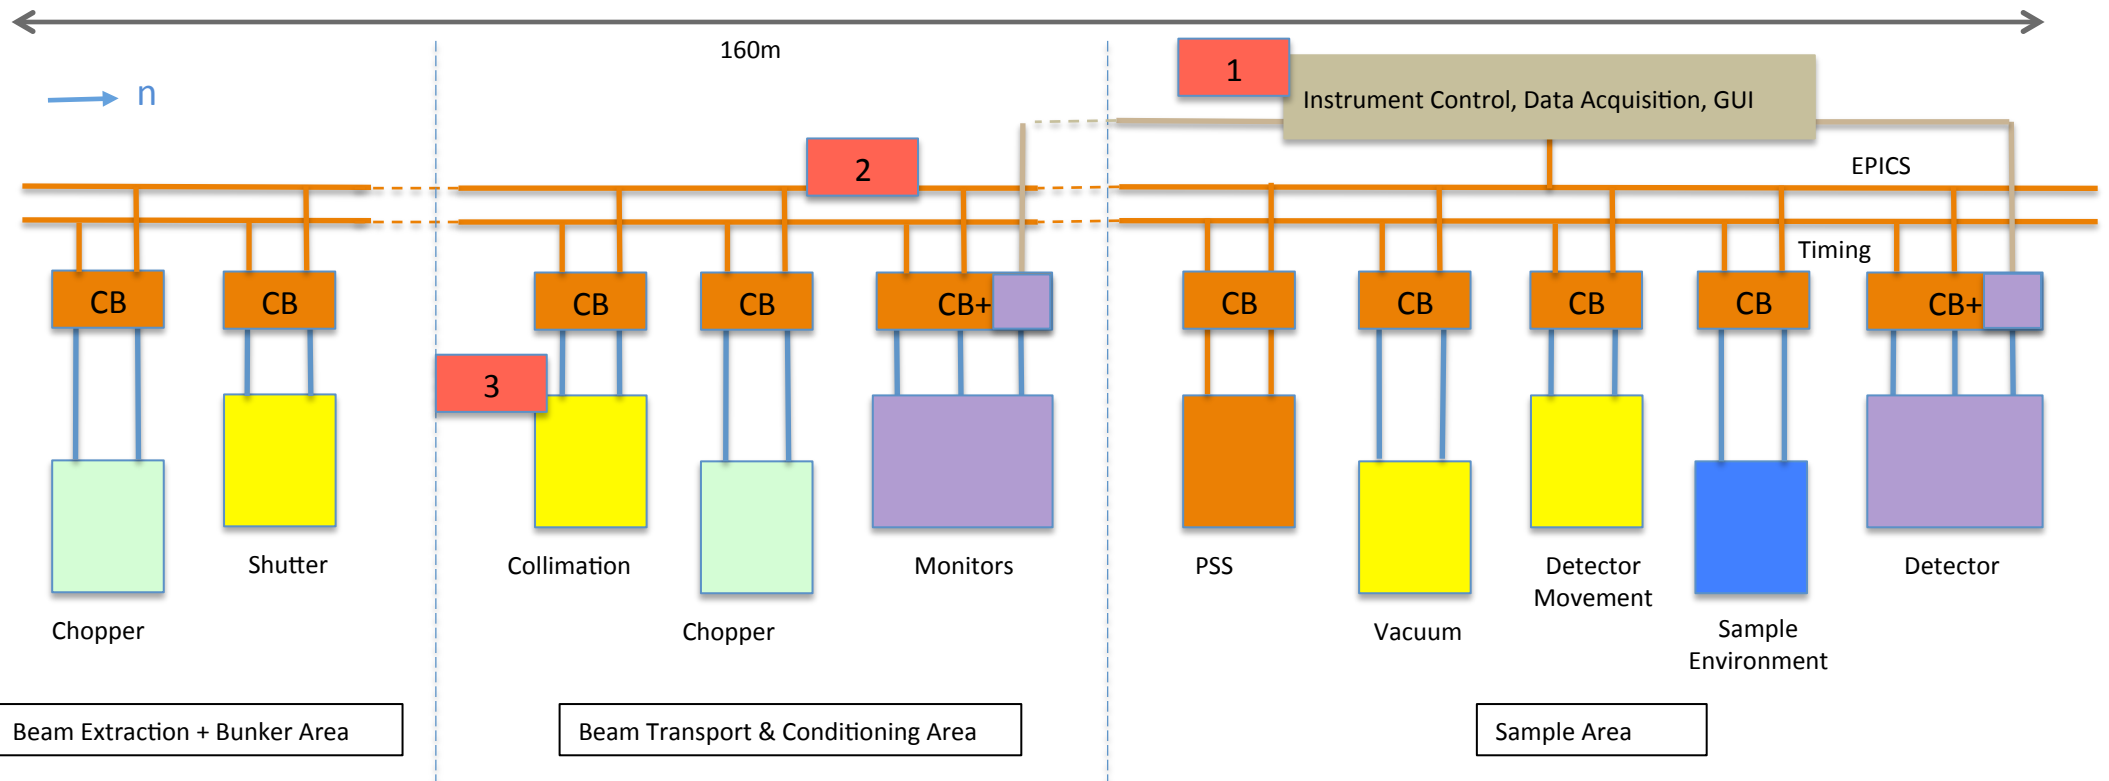 160m
n
1
Instrument Control, Data Acquisition, GUI
2
EPICS
Timing
CB
CB
CB
CB
CB+
CB
CB
CB
CB
CB+
3
Shutter
Collimation
Monitors
PSS
Detector
Movement
Detector
Chopper
Chopper
Vacuum
Sample
Environment
Beam Extraction + Bunker Area
Beam Transport & Conditioning Area
Sample Area